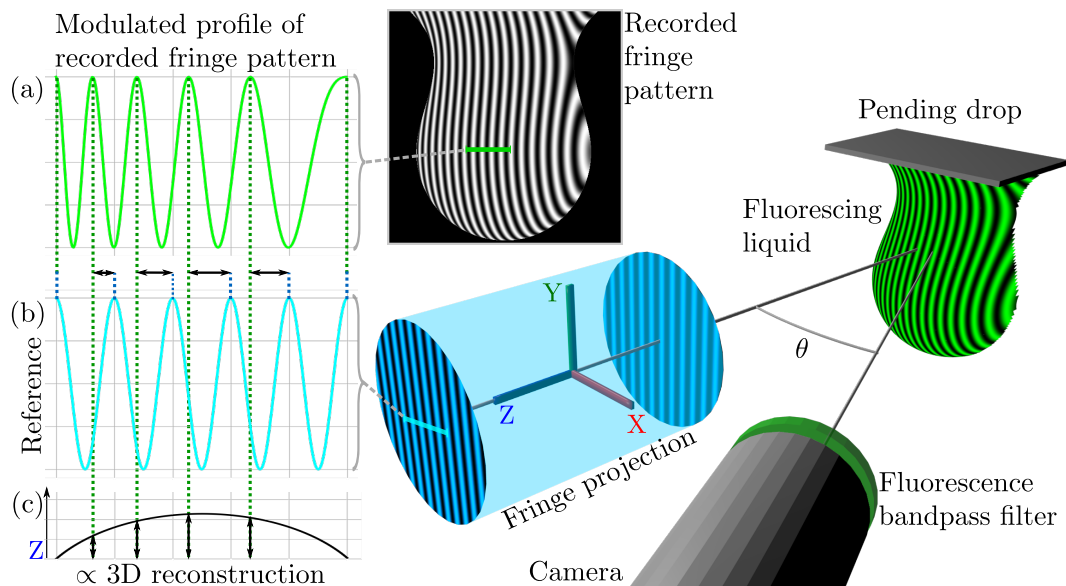 Modulated profile of
recorded fringe pattern
(a)
Recorded
fringe
pattern
Pending drop
Fluorescing
liquid
(b)
Reference
Y
Z
X
θ
Fringe projection
(c)
Z
∝ 3D reconstruction
Fluorescence
bandpass filter
Camera